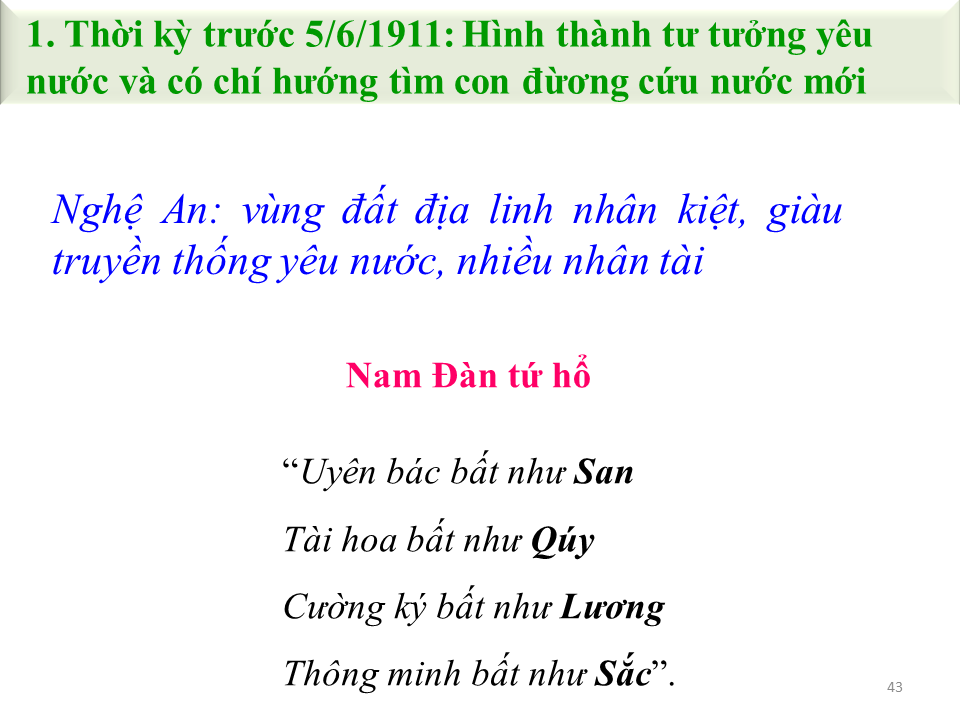 1. Thời kỳ trước 5/6/1911: Hình thành tư tưởng yêu
nước và có chí hướng tìm con đừơng cứu nước mới
Nghệ An: vùng đất địa linh nhân kiệt, giàu
truyền thống yêu nước, nhiều nhân tài
Nam Đàn tứ hổ
“Uyên bác bất như San
Tài hoa bất như Qúy
Cường ký bất như Lương
Thông minh bất như Sắc”.
43